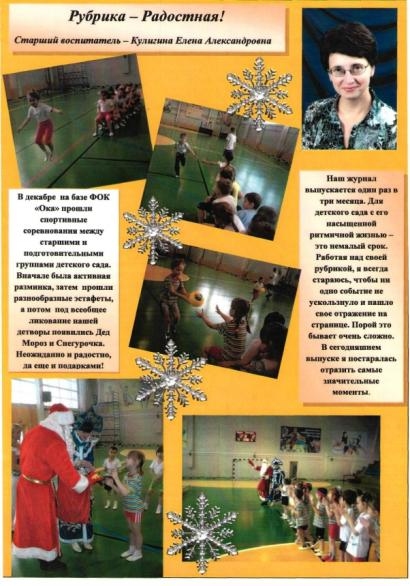 Рубрика – Радостная!
Старший воспитатель – Кулигина Елена Александровна
В декабре на базе ФОК
«Ока» прошли
спортивные
соревнования между
старшими и
подготовительными
группами детского сада.
Вначале была активная
разминка, затем прошли
разнообразные эстафеты,
а потом под всеобщее
ликование нашей
детворы появились Дед
Мороз и Снегурочка.
Неожиданно и радостно,
да еще и подарками!
Наш журнал
выпускается один раз в
три месяца. Для
детского сада с его
насыщенной
ритмичной жизнью –
это немалый срок.
Работая над своей
рубрикой, я всегда
стараюсь, чтобы ни
одно событие не
ускользнуло и нашло
свое отражение на
странице. Порой это
бывает очень сложно.
В сегодняшнем
выпуске я постаралась
отразить самые
значительные
моменты.